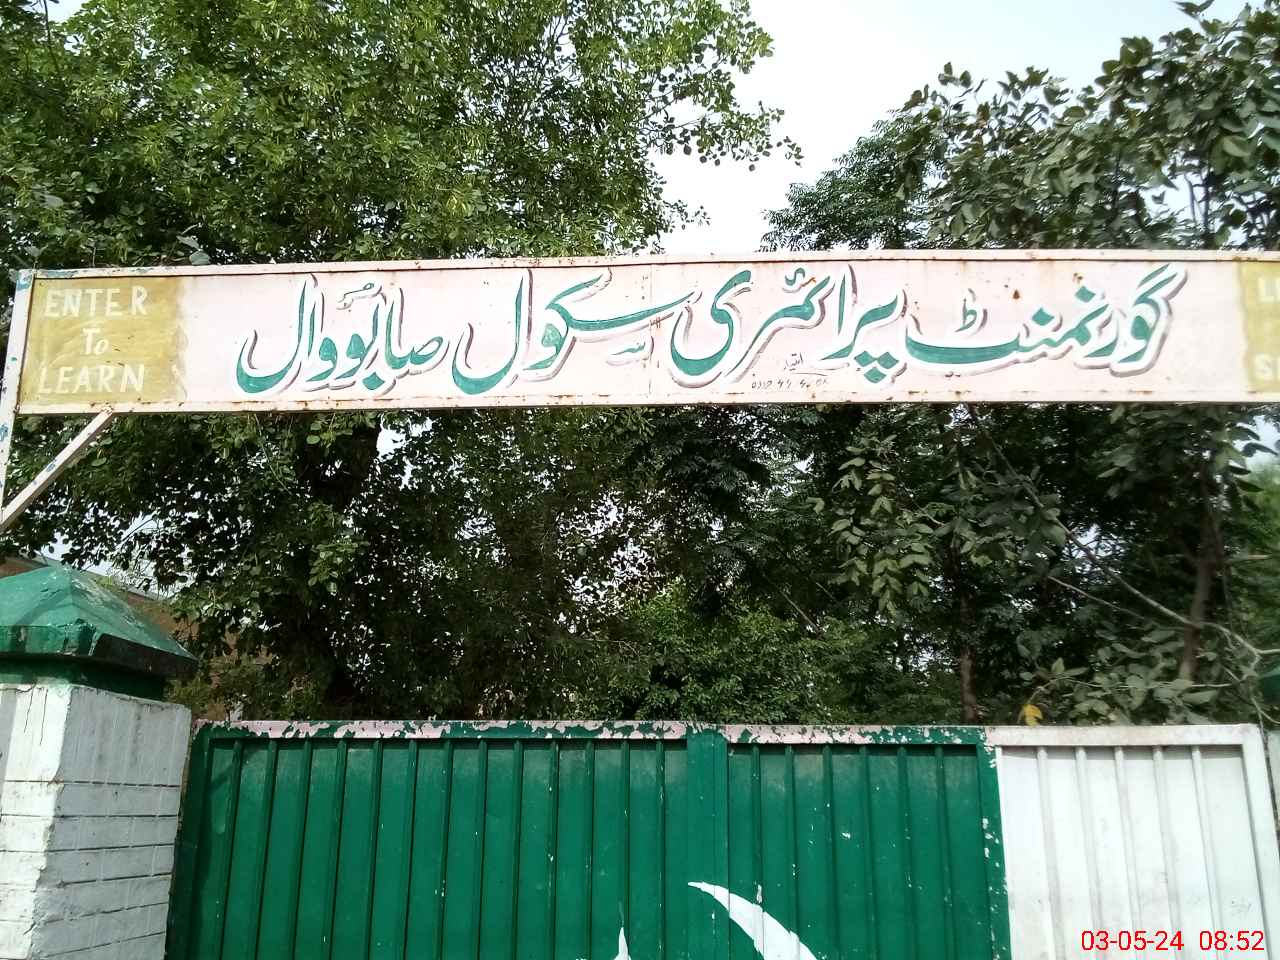 ENTER
To
LEARN
گورنمنٹ پرائمری سکول صابووال
03-05-24 08:52